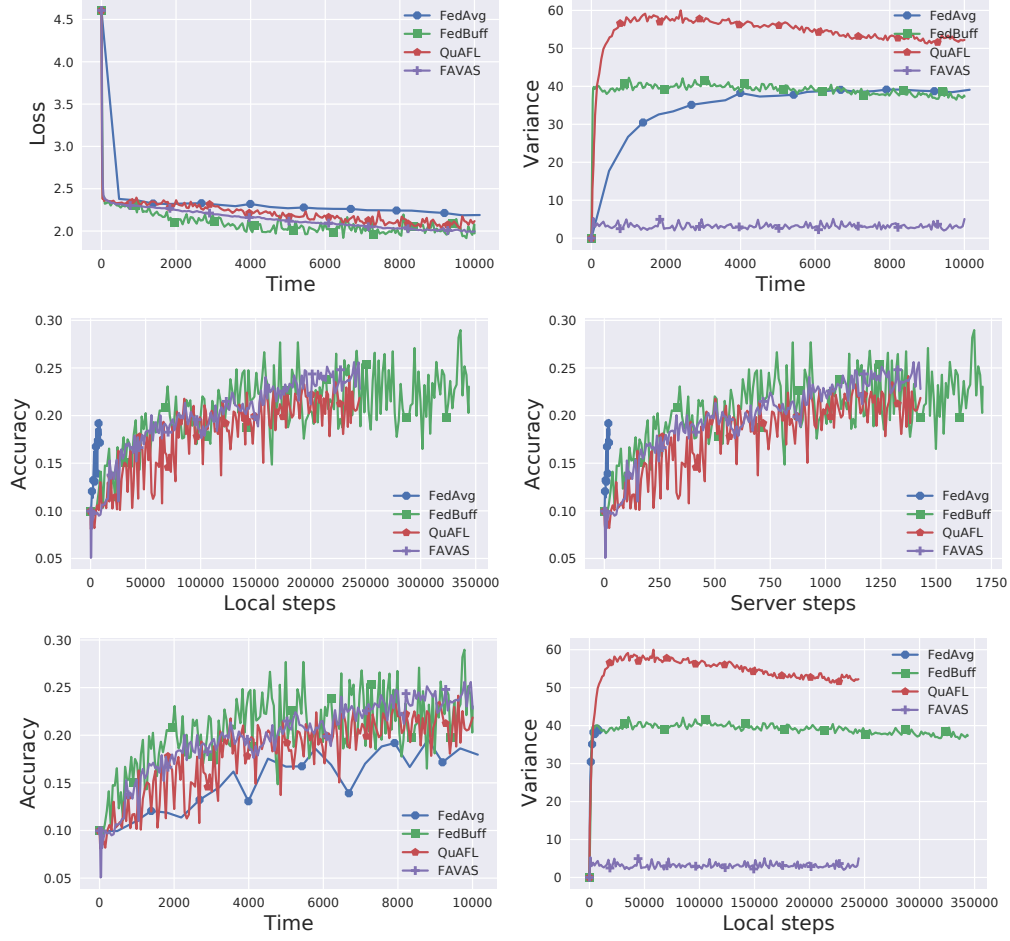 4.5
4.0
3.5
3.0
2.5
2.0
Loss
0 2000 4000 6000 8000 10000
Time
FedAvg
FedBuff
QuAFL
FAVAS
60
50
40
30
20
10
0
Variance
0 2000 4000 6000 8000 10000
Time
FedAvg
FedBuff
QuAFL
FAVAS
0.30
0.25
0.20
0.15
0.10
0.05
Accuracy
0 50000 100000 150000 200000 250000 300000 350000
Local steps
FedAvg
FedBuff
QuAFL
FAVAS
0.30
0.25
0.20
0.15
0.10
0.05
Accuracy
0 250 500 750 1000 1250 1500 1750
Server steps
FedAvg
FedBuff
QuAFL
FAVAS
0.30
0.25
0.20
0.15
0.10
0.05
Accuracy
0 2000 4000 6000 8000 10000
Time
FedAvg
FedBuff
QuAFL
FAVAS
60
50
40
30
20
10
0
Variance
0 50000 100000 150000 200000 250000 300000 350000
Local steps
FedAvg
FedBuff
QuAFL
FAVAS